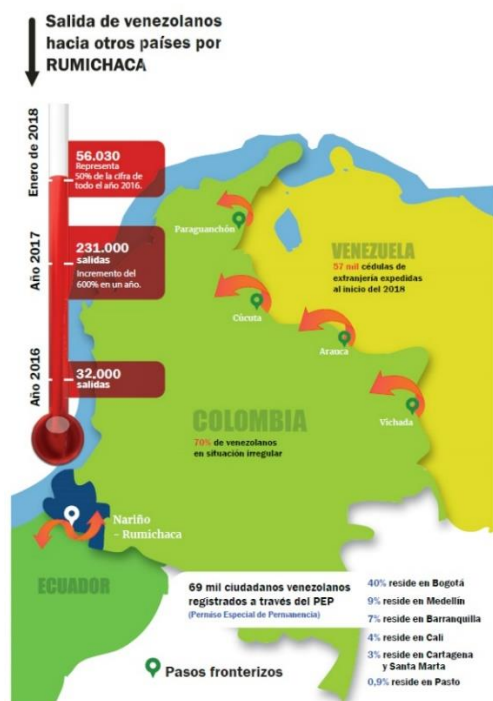 Salida de venezolanos
hacia otros países por
RUMICHACA
Enero de 2018
56.030
Representa
50% de la cifra de
todo el año 2016.
Año 2017
231.000
salidas
Incremento del
600% en un año.
Año 2016
32.000
salidas
Paraguanchón
VENEZUELA
57 mil cédulas de
extranjería expedidas
al inicio del 2018
Cúcuta
Arauca
Vichada
COLOMBIA
70% de venezolanos
en situación irregular
Nariño
- Rumichaca
ECUADOR
69 mil ciudadanos venezolanos
registrados a través del PEP
(Permiso Especial de Permanencia)
40% reside en Bogotá
9% reside en Medellín
7% reside en Barranquilla
4% reside en Cali
3% reside en Cartagena
y Santa Marta
0,9% reside en Pasto
Pasos fronterizos